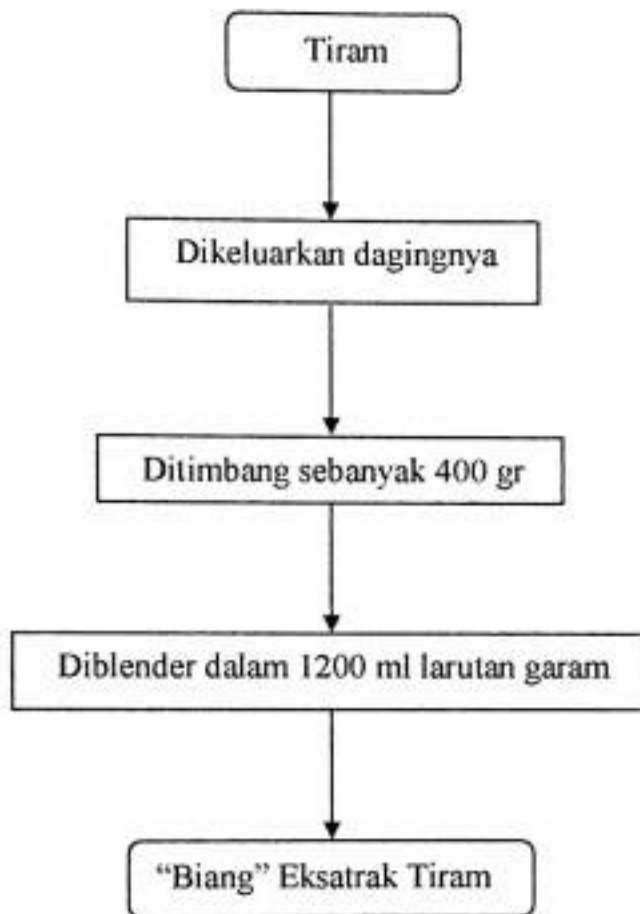 Tiram
Dikeluarkan dagingnya
Ditimbang sebanyak 400 gr
Diblender dalam 1200 ml larutan garam
“Biang” Eksatrak Tiram